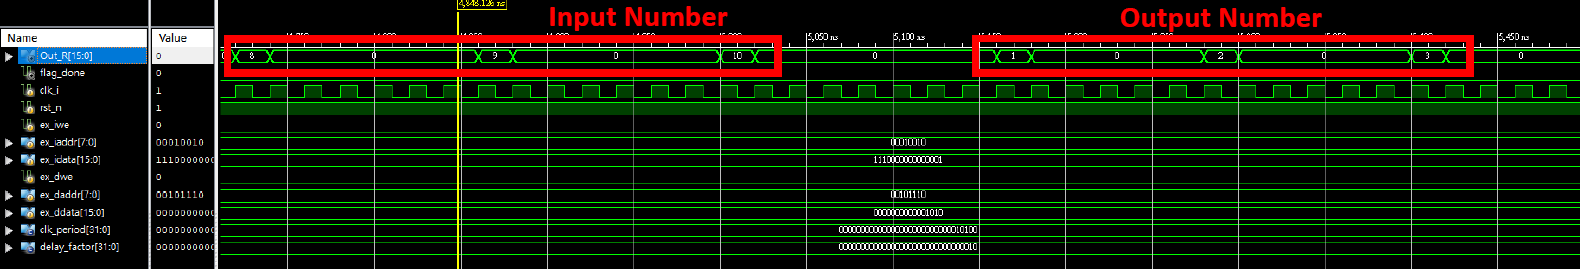 4,848.126 ns
Input Number
Output Number
Name Value
5,050 ns 5,100 ns 5,450 ns
Out_R[15:0] 0 8 0 9 0 10 0 1 0 2 0 3 0
flag_done 0
clk_i 1
rst_n 1
ex_iwe 0
ex_iaddr[7:0] 00010010 00010010
ex_idata[15:0] 1110000000 1110000000000001
ex_dwe 0
ex_daddr[7:0] 00101110 00101110
ex_ddata[15:0] 0000000000 0000000000001010
clk_period[31:0] 0000000000 00000000000000000000000000010100
delay_factor[31:0] 0000000000 00000000000000000000000000000010